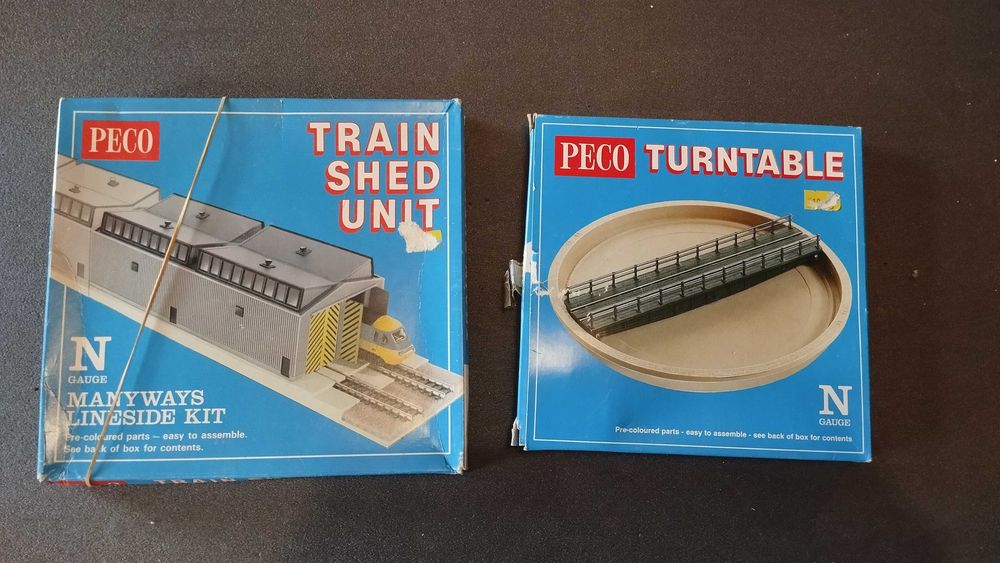 PECO
TRAIN
SHED
UNIT
N
GAUGE
MANYWAYS
LINESIDE KIT
Pre-coloured parts – easy to assemble.
See back of box for contents.
TRAIN
PECO TURNTABLE
N
GAUGE
Pre-coloured parts - easy to assemble - see back of box for contents